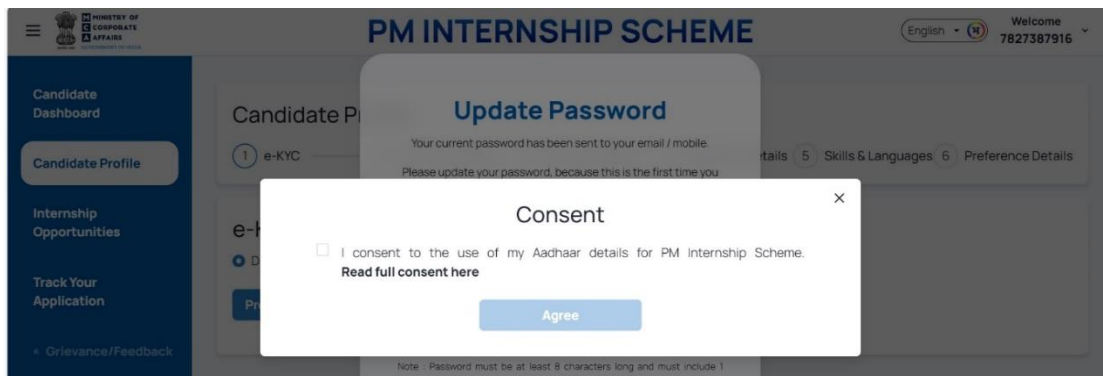 MINISTRY OF
CORPORATE
AFFAIRS
GOVERNMENT OF INDIA
PM INTERNSHIP SCHEME
English
Welcome
7827387916
Candidate
Dashboard
Candidate Profile
Internship
Opportunities
Track Your
Application
Grievance/Feedback
Candidate P
1 e-KYC
tails 5 Skills & Languages 6 Preference Details
Update Password
Your current password has been sent to your email / mobile.
Please update your password, because this is the first time you
e-K
D
Pr
Consent
I consent to the use of my Aadhaar details for PM Internship Scheme.
Read full consent here
Agree
Note : Password must be at least 8 characters long and must include 1